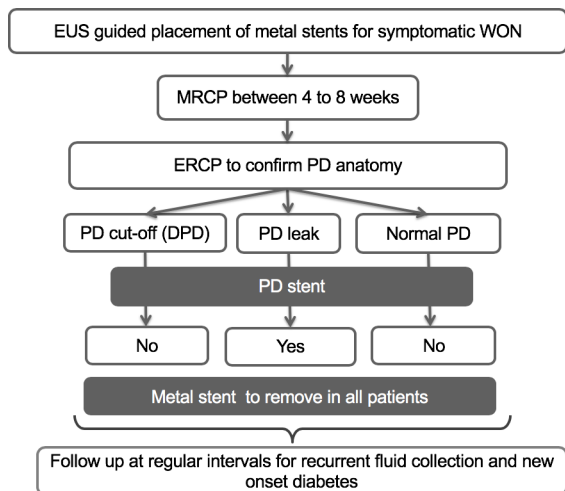 EUS guided placement of metal stents for symptomatic WON
MRCP between 4 to 8 weeks
ERCP to confirm PD anatomy
PD cut-off (DPD)
PD leak
Normal PD
PD stent
No
Yes
No
Metal stent to remove in all patients
Follow up at regular intervals for recurrent fluid collection and new
onset diabetes